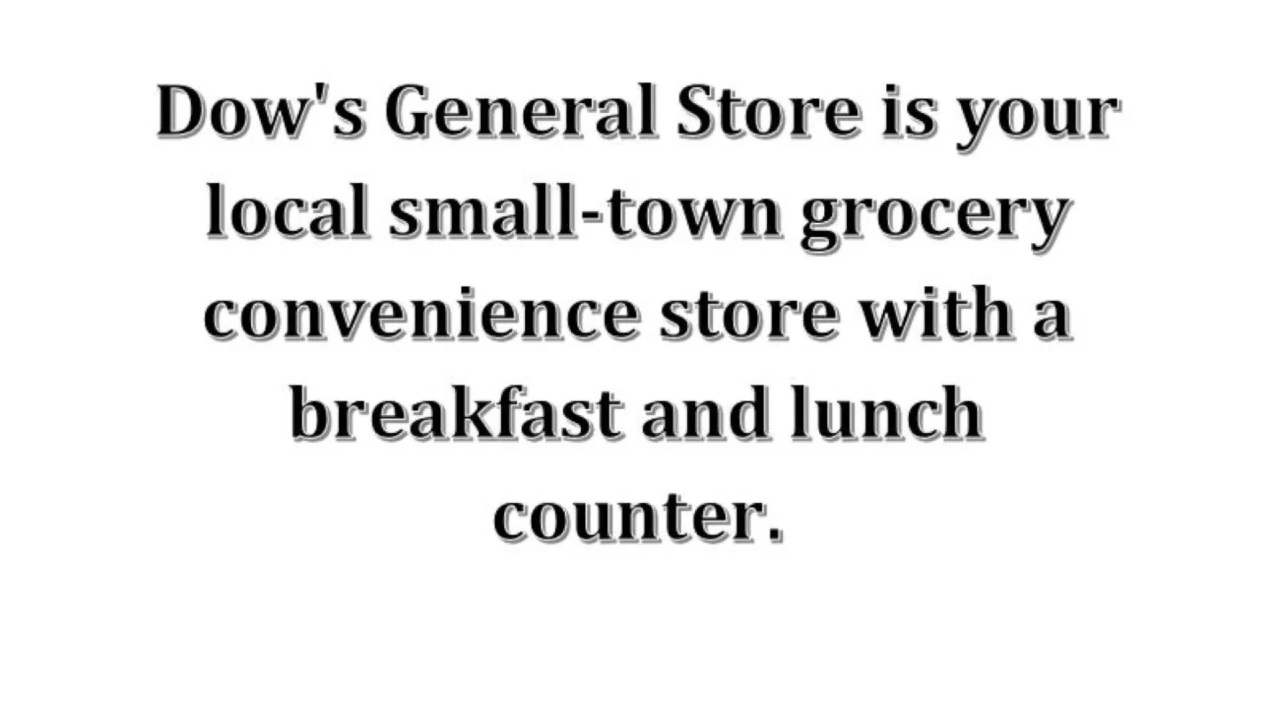 Dow's General Store is your
local small-town grocery
convenience store with a
breakfast and lunch
counter.